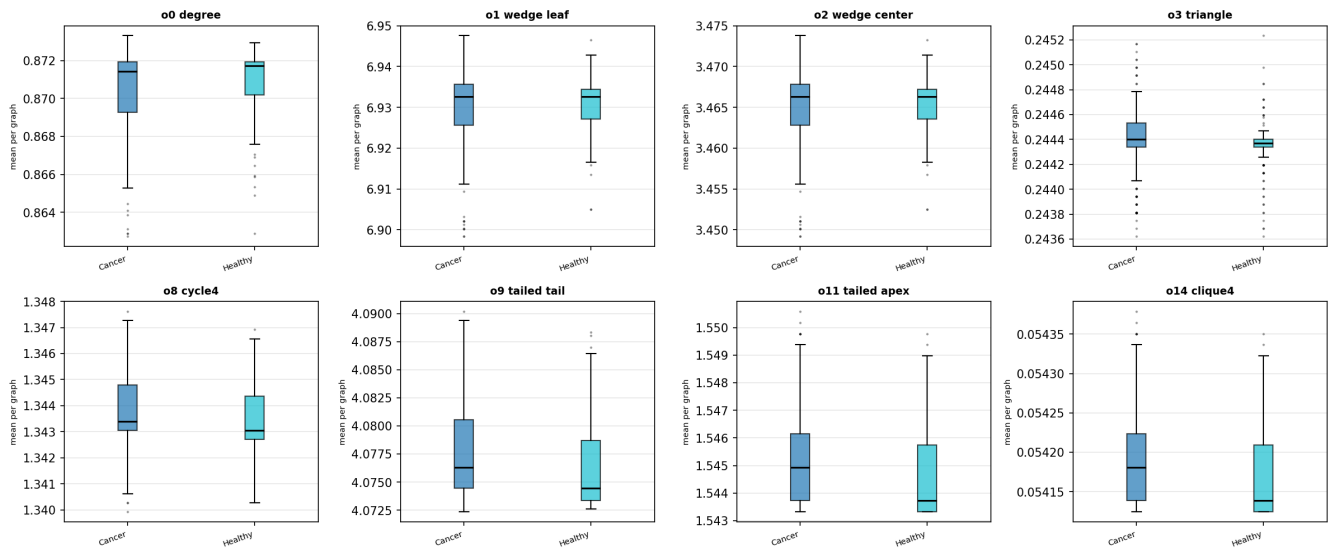 o0 degree
mean per graph
0.872
0.870
0.868
0.866
0.864
Cancer
Healthy
o1 wedge leaf
mean per graph
6.95
6.94
6.93
6.92
6.91
6.90
Cancer
Healthy
o2 wedge center
mean per graph
3.475
3.470
3.465
3.460
3.455
3.450
Cancer
Healthy
o3 triangle
mean per graph
0.2452
0.2450
0.2448
0.2446
0.2444
0.2442
0.2440
0.2438
0.2436
Cancer
Healthy
o8 cycle4
mean per graph
1.348
1.347
1.346
1.345
1.344
1.343
1.342
1.341
1.340
Cancer
Healthy
o9 tailed tail
mean per graph
4.0900
4.0875
4.0850
4.0825
4.0800
4.0775
4.0750
4.0725
Cancer
Healthy
o11 tailed apex
mean per graph
1.550
1.549
1.548
1.547
1.546
1.545
1.544
1.543
Cancer
Healthy
o14 clique4
mean per graph
0.05435
0.05430
0.05425
0.05420
0.05415
Cancer
Healthy